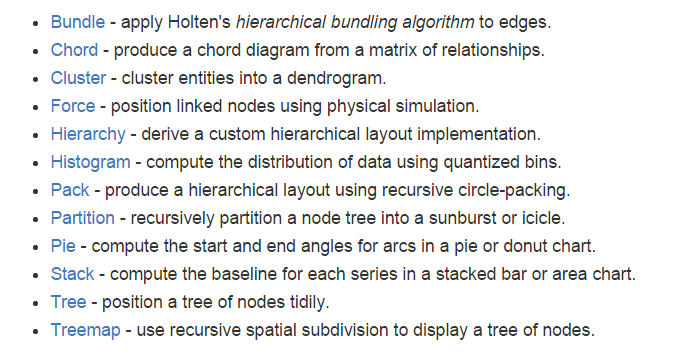 Bundle - apply Holten's hierarchical bundling algorithm to edges.
Chord - produce a chord diagram from a matrix of relationships.
Cluster - cluster entities into a dendrogram.
Force - position linked nodes using physical simulation.
Hierarchy - derive a custom hierarchical layout implementation.
Histogram - compute the distribution of data using quantized bins.
Pack - produce a hierarchical layout using recursive circle-packing.
Partition - recursively partition a node tree into a sunburst or icicle.
Pie - compute the start and end angles for arcs in a pie or donut chart.
Stack - compute the baseline for each series in a stacked bar or area chart.
Tree - position a tree of nodes tidily.
Treemap - use recursive spatial subdivision to display a tree of nodes.